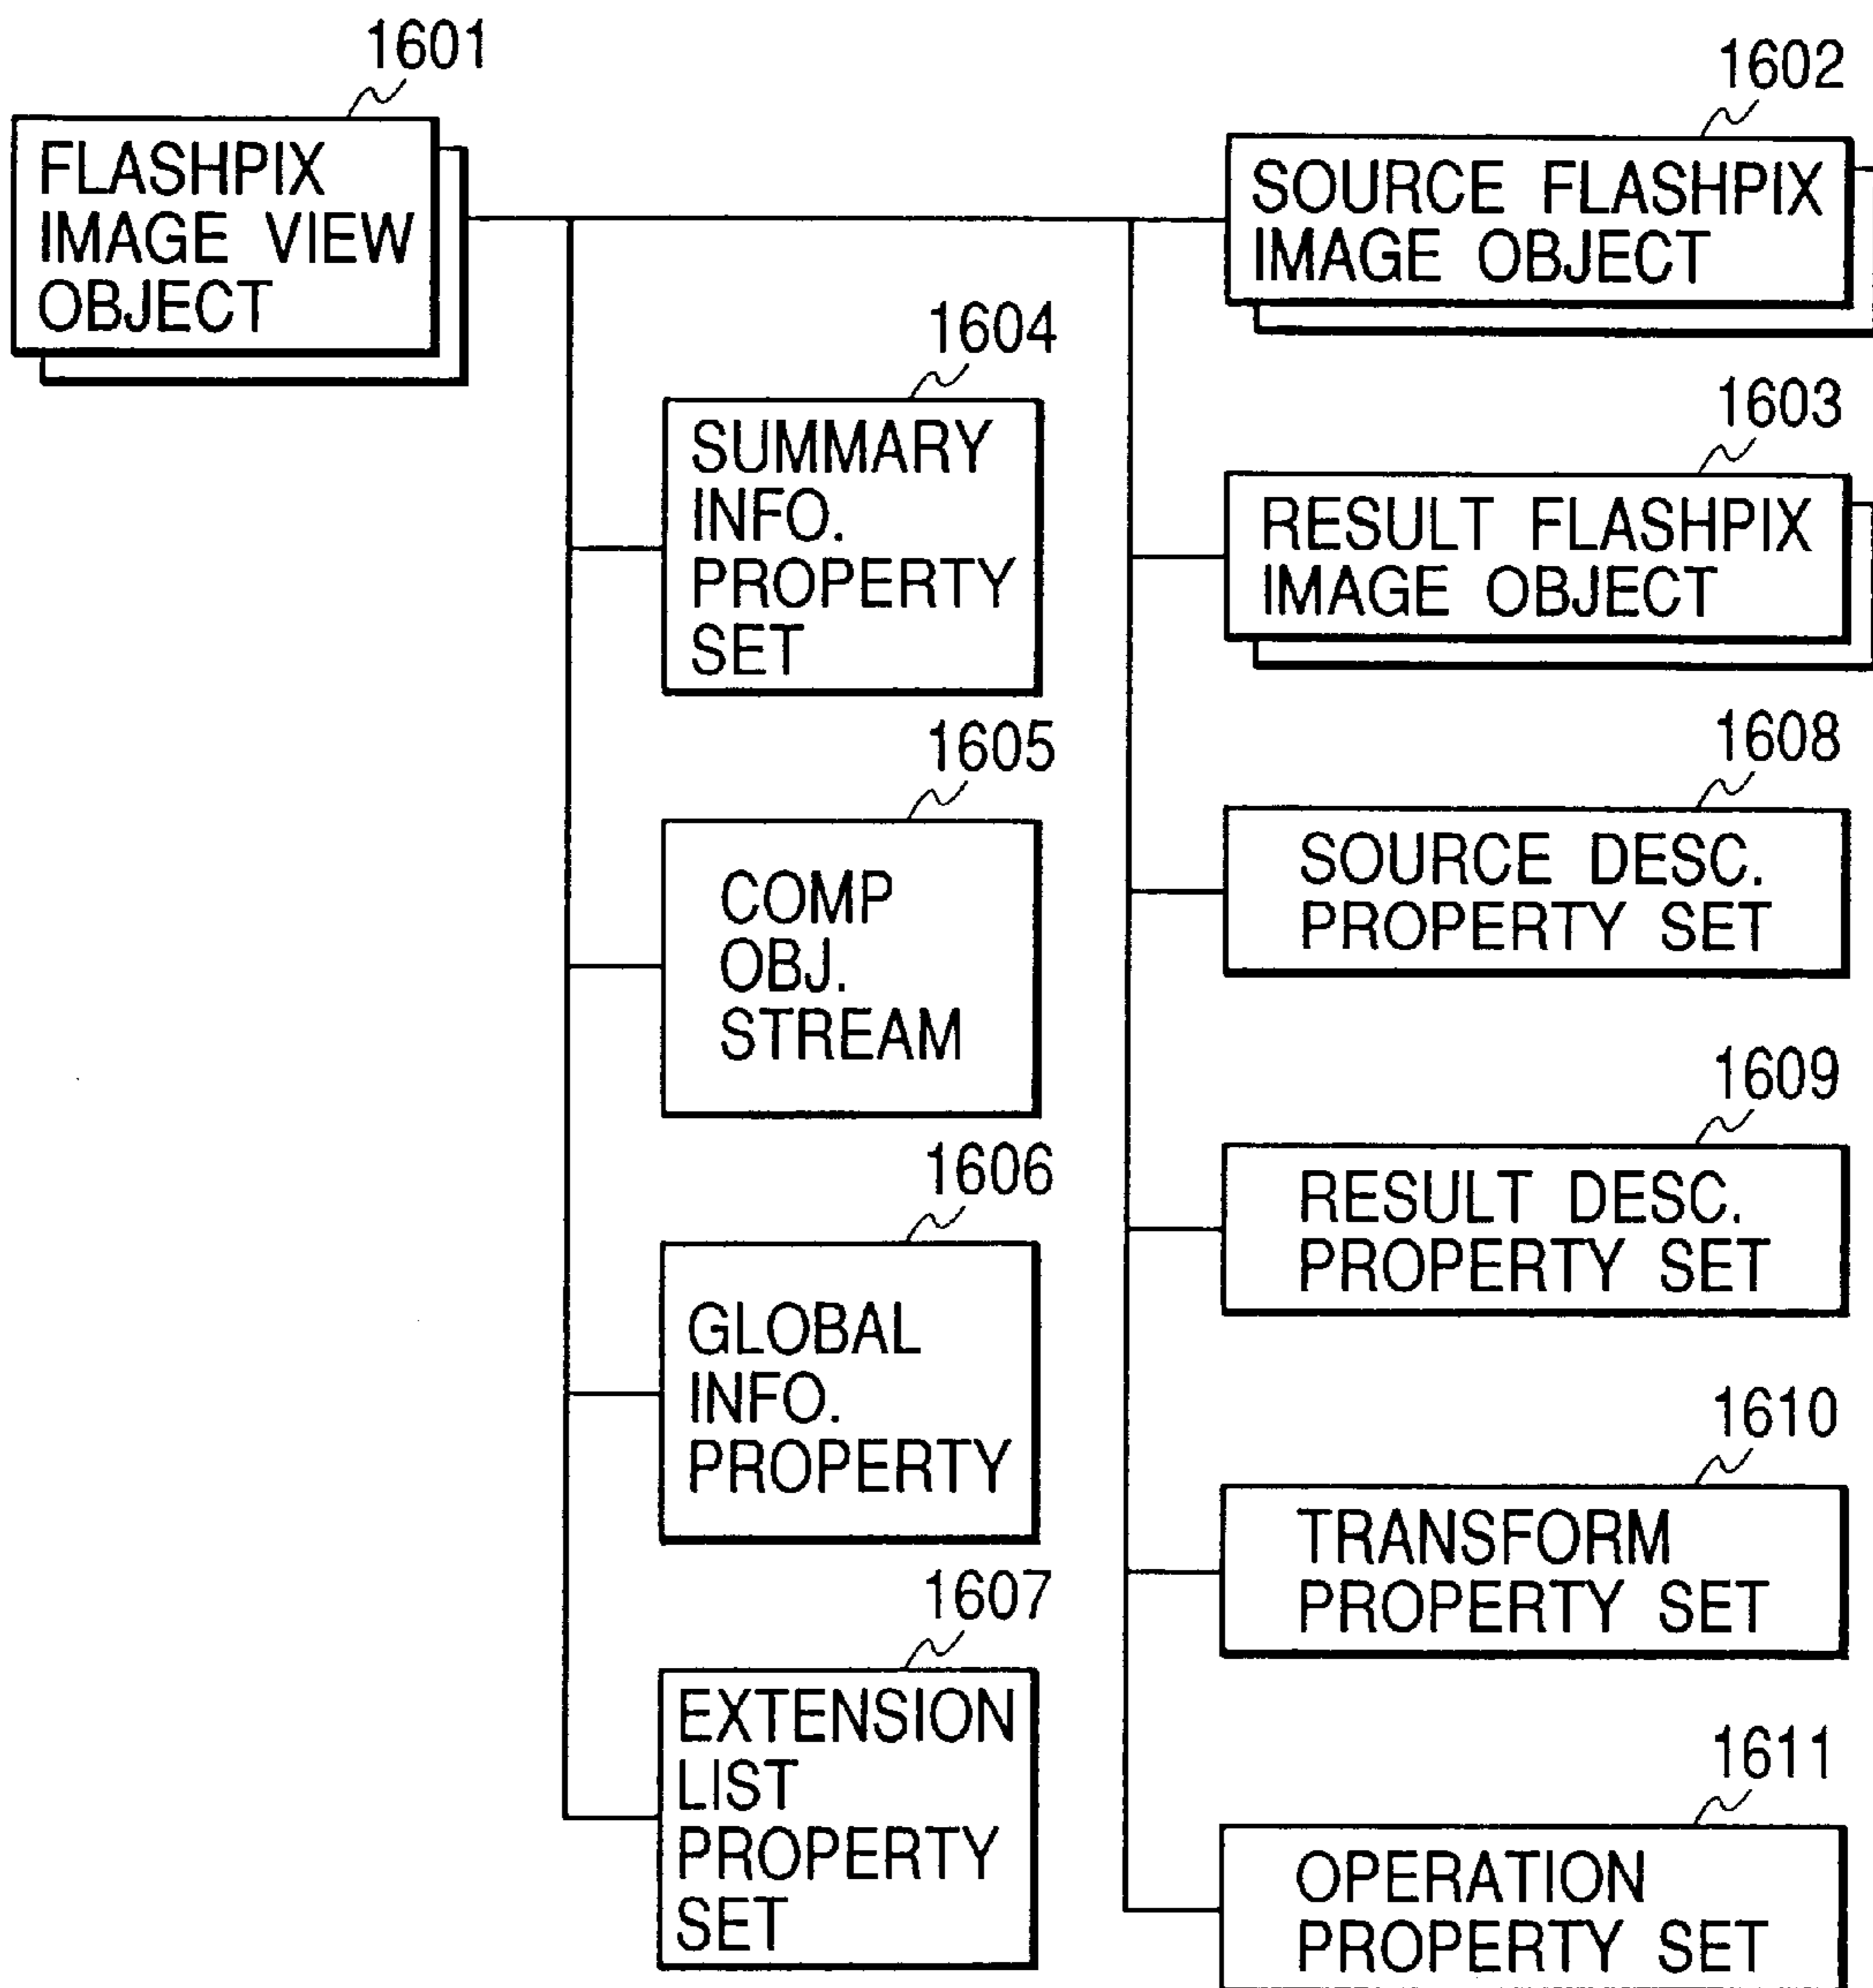 1601
FLASHPIX
IMAGE VIEW
OBJECT
1602
SOURCE FLASHPIX
IMAGE OBJECT
1604
SUMMARY
INFO.
PROPERTY
SET
1603
RESULT FLASHPIX
IMAGE OBJECT
1605
COMP
OBJ.
STREAM
1608
SOURCE DESC.
PROPERTY SET
1606
GLOBAL
INFO.
PROPERTY
1609
RESULT DESC.
PROPERTY SET
1607
EXTENSION
LIST
PROPERTY
SET
1610
TRANSFORM
PROPERTY SET
1611
OPERATION
PROPERTY SET